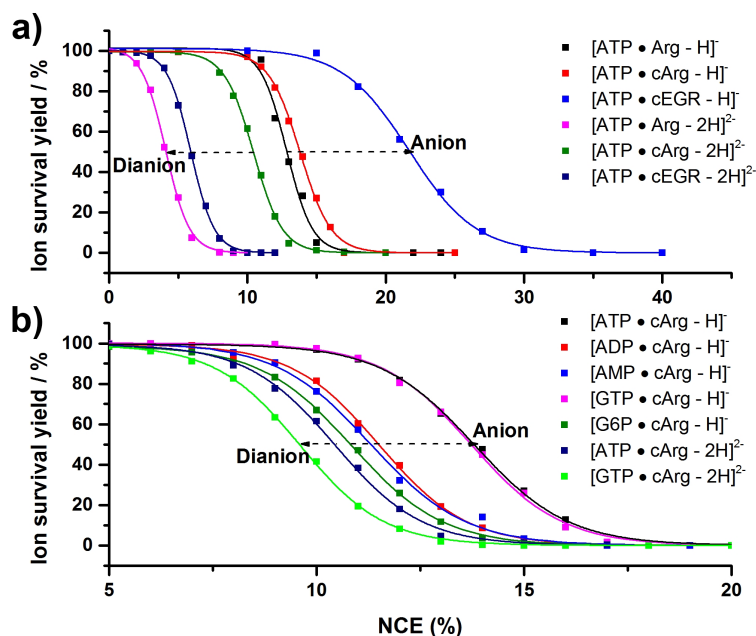 a)
Ion survival yield / %
100
80
60
40
20
0
0 10 20 30 40
Dianion
Anion
[ATP • Arg - H]⁻
[ATP • cArg - H]⁻
[ATP • cEGR - H]⁻
[ATP • Arg - 2H]²⁻
[ATP • cArg - 2H]²⁻
[ATP • cEGR - 2H]²⁻
b)
Ion survival yield / %
100
80
60
40
20
0
5 10 15 20
Dianion
Anion
[ATP • cArg - H]⁻
[ADP • cArg - H]⁻
[AMP • cArg - H]⁻
[GTP • cArg - H]⁻
[G6P • cArg - H]⁻
[ATP • cArg - 2H]²⁻
[GTP • cArg - 2H]²⁻
NCE (%)